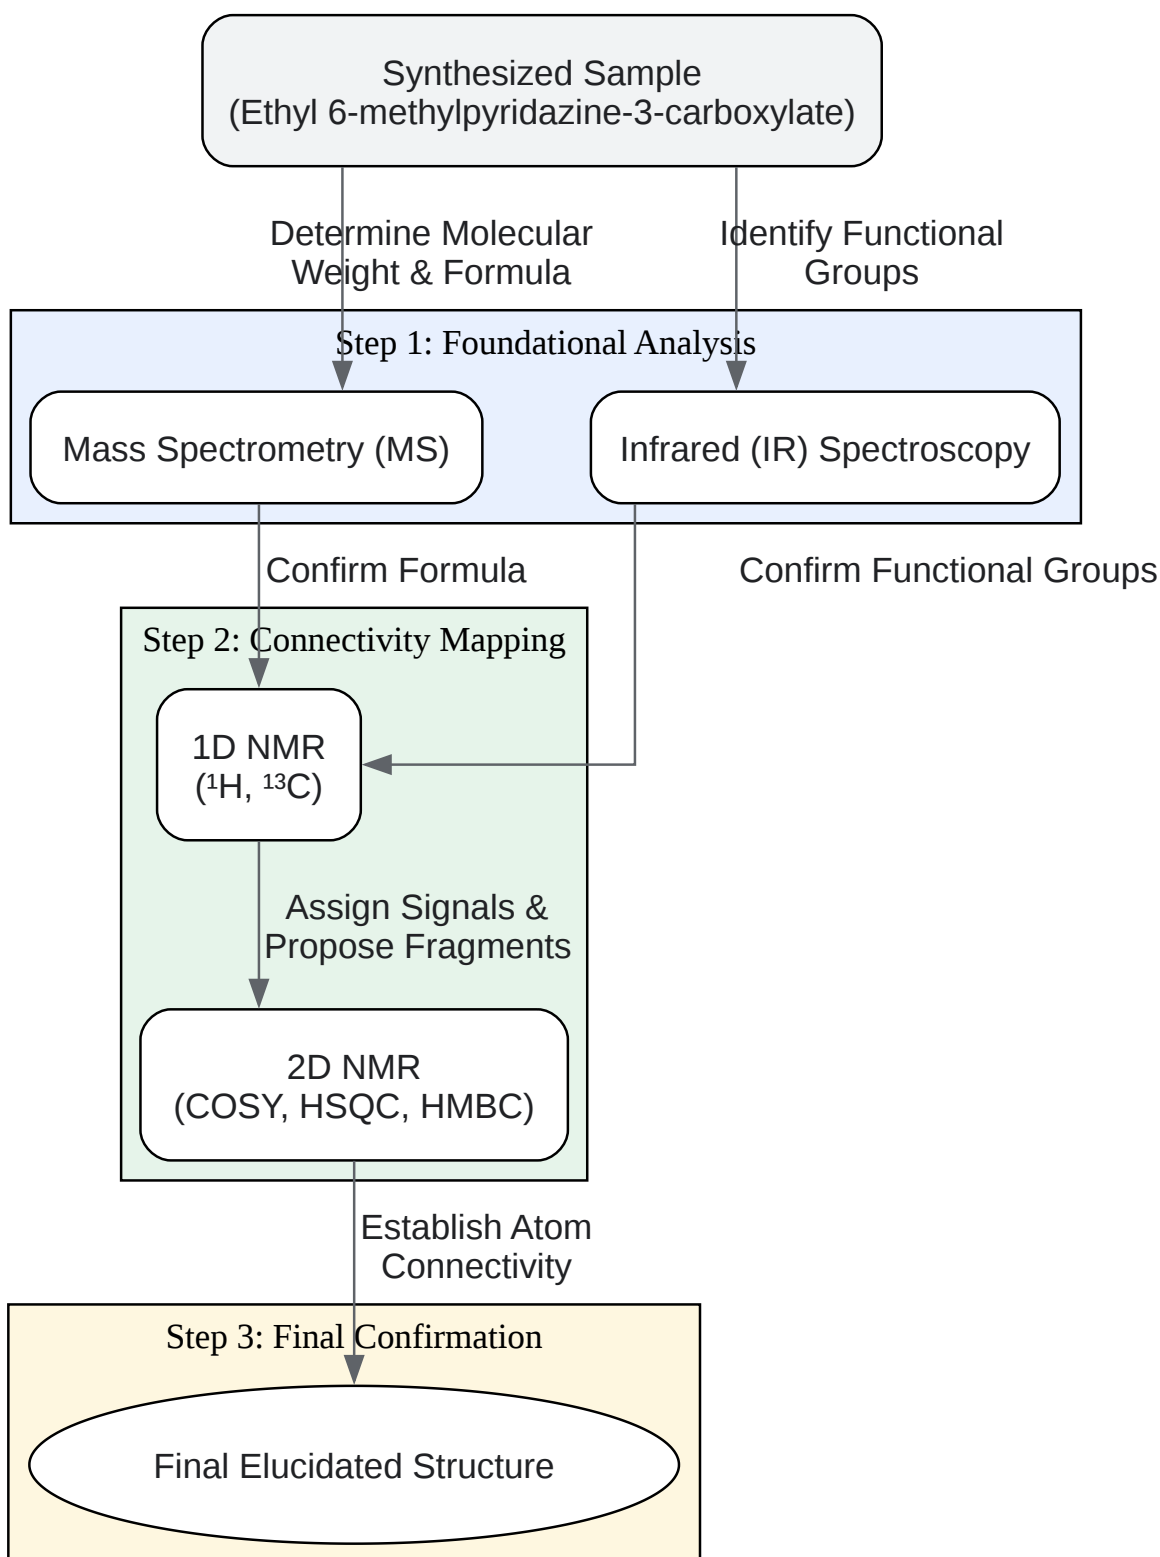 Synthesized Sample
(Ethyl 6-methylpyridazine-3-carboxylate)
Determine Molecular
Weight & Formula
Identify Functional
Groups
Step 1: Foundational Analysis
Mass Spectrometry (MS)
Infrared (IR) Spectroscopy
Confirm Formula
Confirm Functional Groups
Step 2: Connectivity Mapping
1D NMR
(¹H, ¹³C)
Assign Signals &
Propose Fragments
2D NMR
(COSY, HSQC, HMBC)
Establish Atom
Connectivity
Step 3: Final Confirmation
Final Elucidated Structure